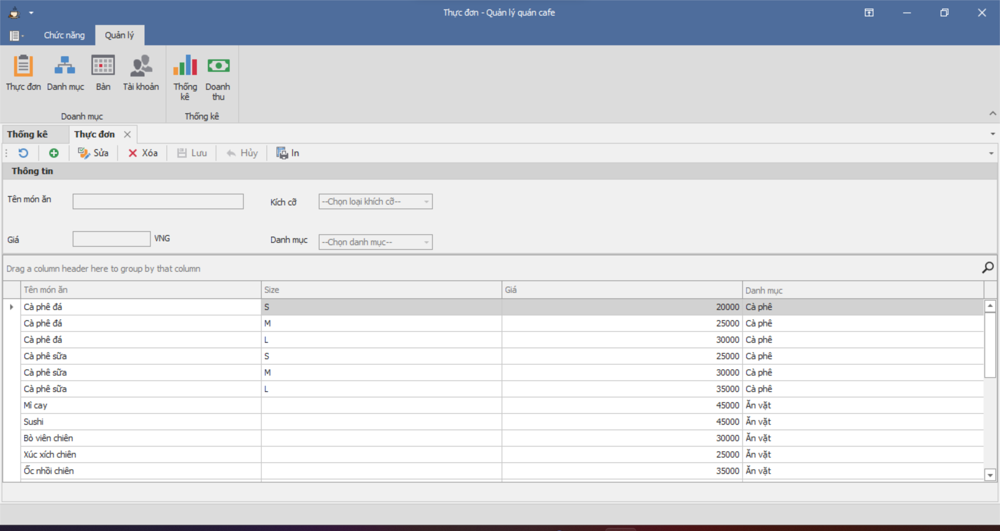 Thực đơn - Quản lý quán cafe
Chức năng
Quản lý
Thực đơn
Danh mục
Bàn
Tài khoản
Thống kê
Doanh thu
Doanh mục
Thống kê
Thống kê
Thực đơn
Sửa
Xóa
Lưu
Hủy
In
Thông tin
Tên món ăn
Kích cỡ
--Chọn loại khích cỡ--
Giá
VNG
Danh mục
--Chọn danh mục--
Drag a column header here to group by that column
Tên món ăn Size Giá Danh mục
Cà phê đá S 20000 Cà phê
Cà phê đá M 25000 Cà phê
Cà phê đá L 30000 Cà phê
Cà phê sữa S 25000 Cà phê
Cà phê sữa M 30000 Cà phê
Cà phê sữa L 35000 Cà phê
Mì cay 45000 Ăn vặt
Sushi 45000 Ăn vặt
Bò viên chiên 30000 Ăn vặt
Xúc xích chiên 25000 Ăn vặt
Ốc nhồi chiên 35000 Ăn vặt